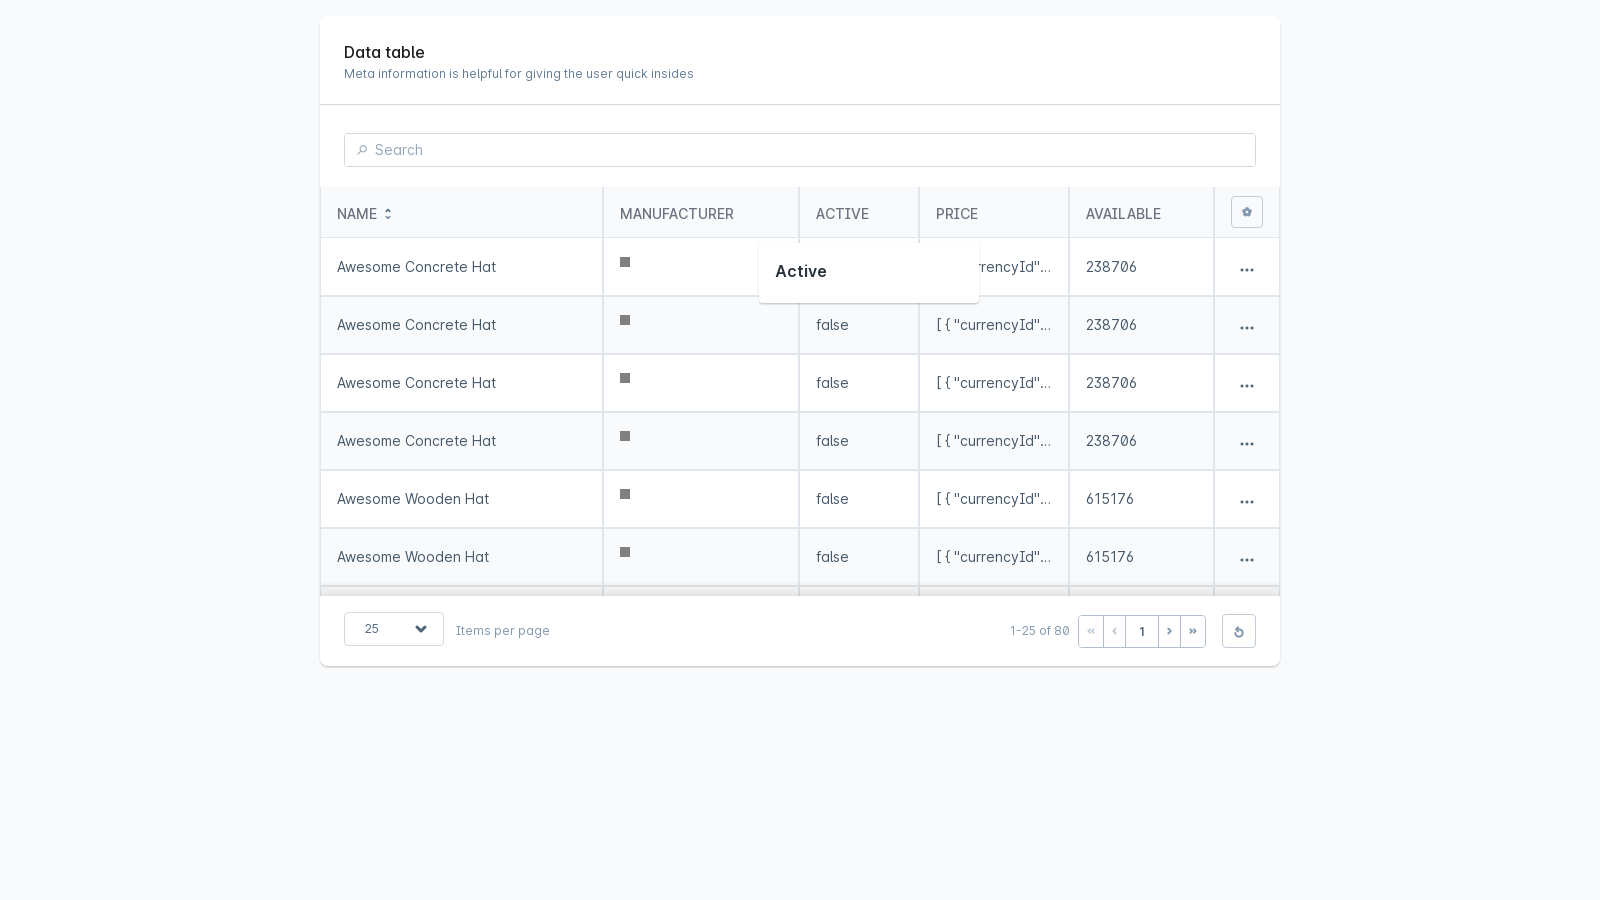 Data table
Meta information is helpful for giving the user quick insides
Search
NAME MANUFACTURER ACTIVE PRICE AVAILABLE
Awesome Concrete Hat rencyId"... 238706
Active
Awesome Concrete Hat false [ { "currencyId"... 238706
Awesome Concrete Hat false [ { "currencyId"... 238706
Awesome Concrete Hat false [ { "currencyId"... 238706
Awesome Wooden Hat false [ { "currencyId"... 615176
Awesome Wooden Hat false [ { "currencyId"... 615176
25 Items per page 1-25 of 80 « ‹ 1 › »